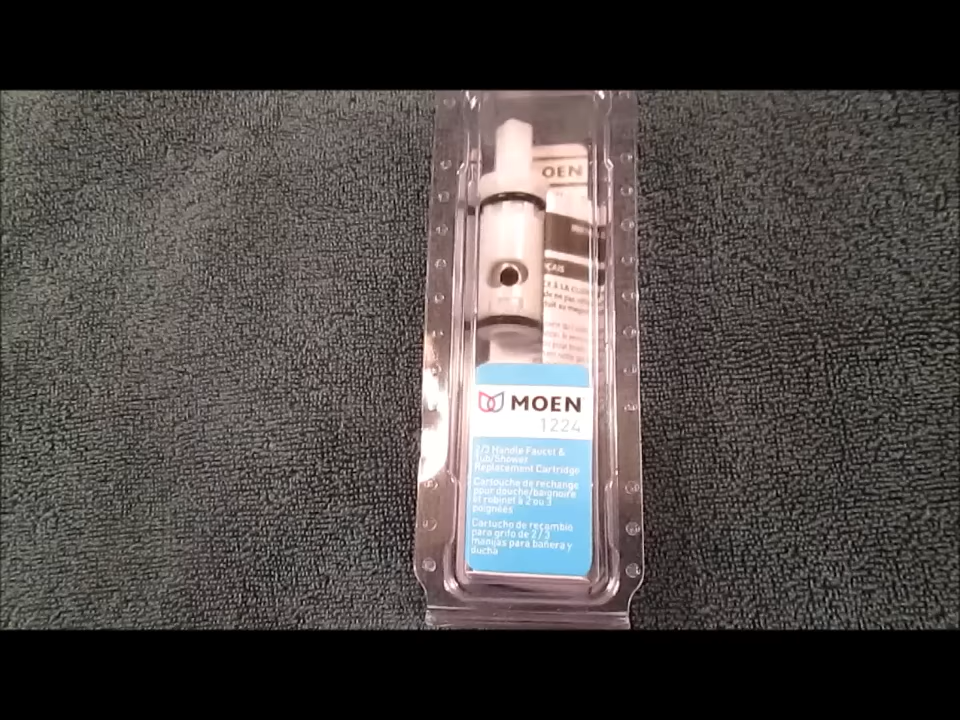 OEN
ÇAIS
MOEN
1224
2/3 Handle Faucet &
Tub/Shower
Replacement Cartridge
Cartouche de rechange
pour douche/baignoire
et robinet à 2 ou 3
poignées
Cartucho de recambio
para grifo de 2 / 3
manijas para bañera y
ducha